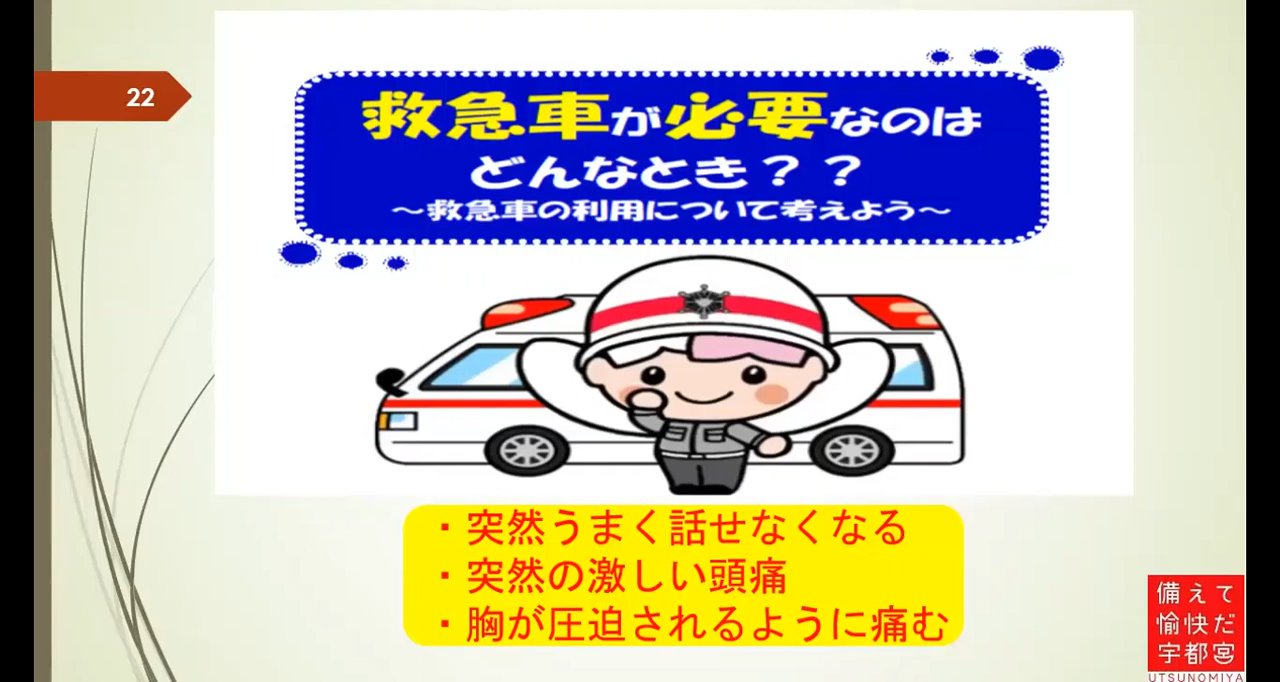 22
救急車が必要なのは
どんなとき？？
～救急車の利用について考えよう～
・突然うまく話せなくなる
・突然の激しい頭痛
・胸が圧迫されるように痛む
備えて
愉快だ
宇都宮
UTSUNOMIYA